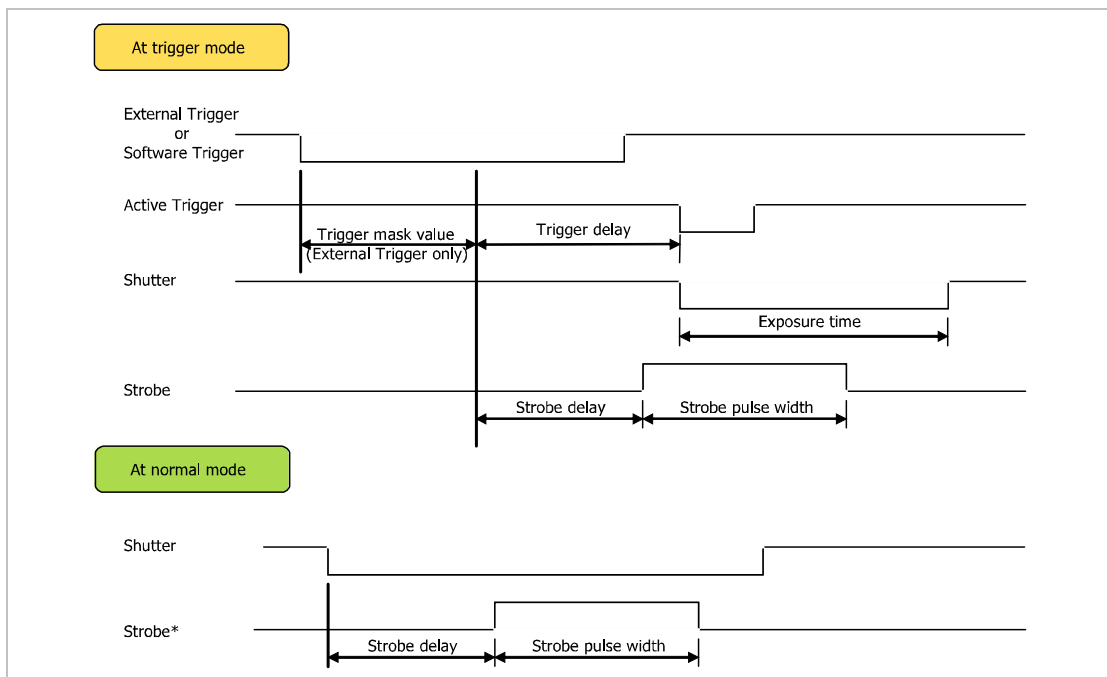 At trigger mode
External Trigger
or
Software Trigger
Active Trigger
Trigger mask value
(External Trigger only)
Trigger delay
Shutter
Exposure time
Strobe
Strobe delay
Strobe pulse width
At normal mode
Shutter
Strobe*
Strobe delay
Strobe pulse width